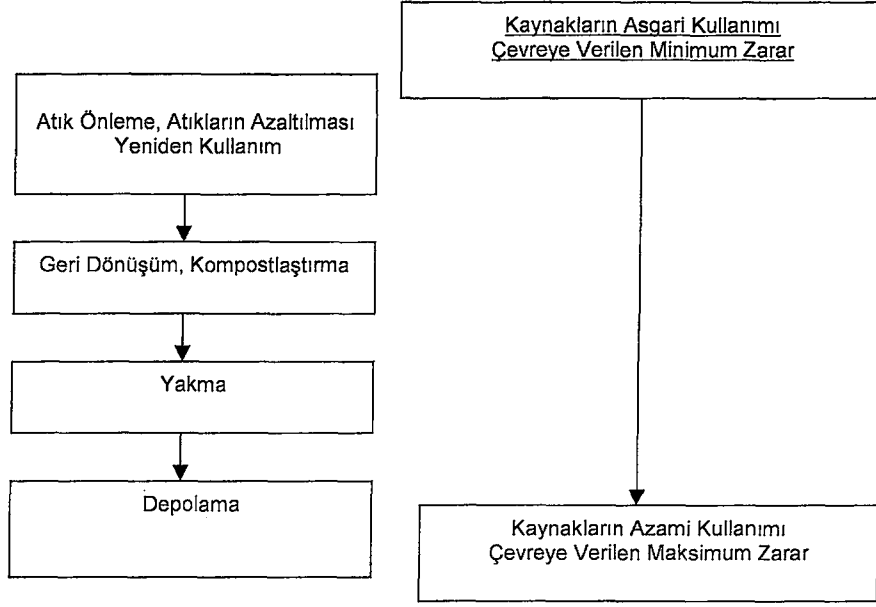 Kaynakların Asgari Kullanımı
Çevreye Verilen Minimum Zarar
Atık Önleme, Atıkların Azaltılması
Yeniden Kullanım
Geri Dönüşüm, Kompostlaştırma
Yakma
Depolama
Kaynakların Azami Kullanımı
Çevreye Verilen Maksimum Zarar